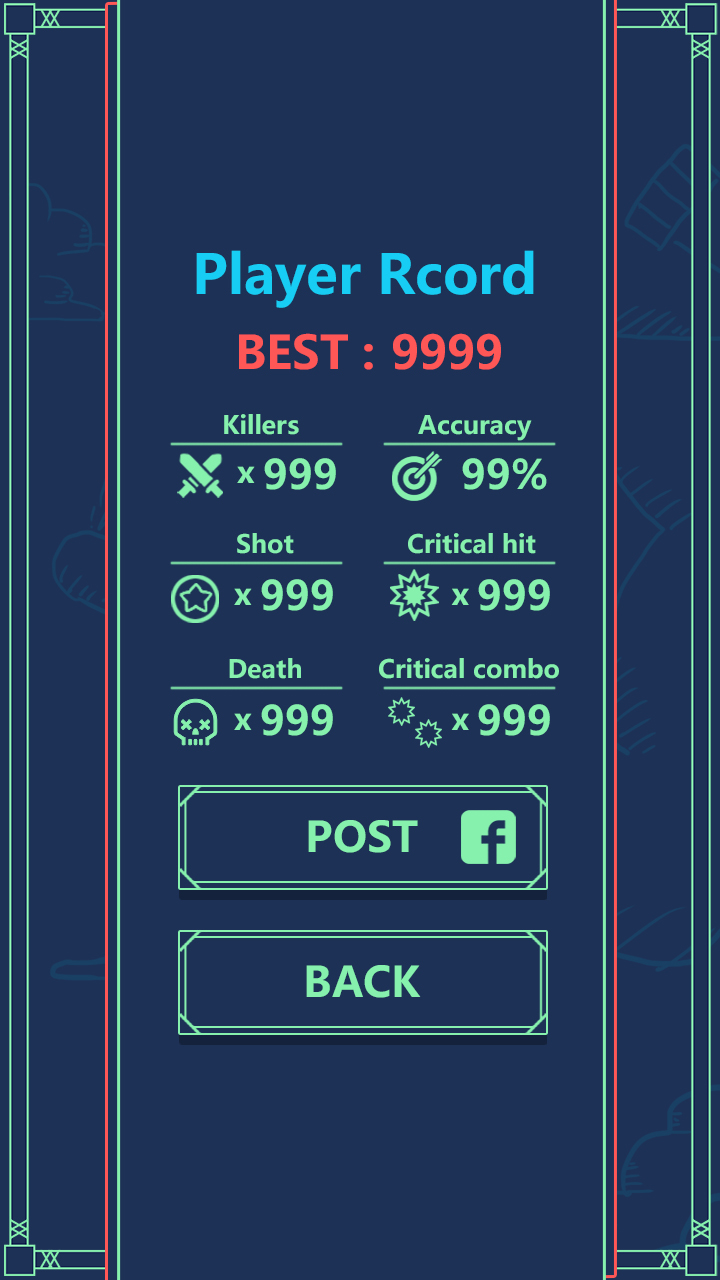 Player Rcord
BEST : 9999
Killers
x 999
Accuracy
99%
Shot
x 999
Critical hit
x 999
Death
x 999
Critical combo
x 999
POST
BACK